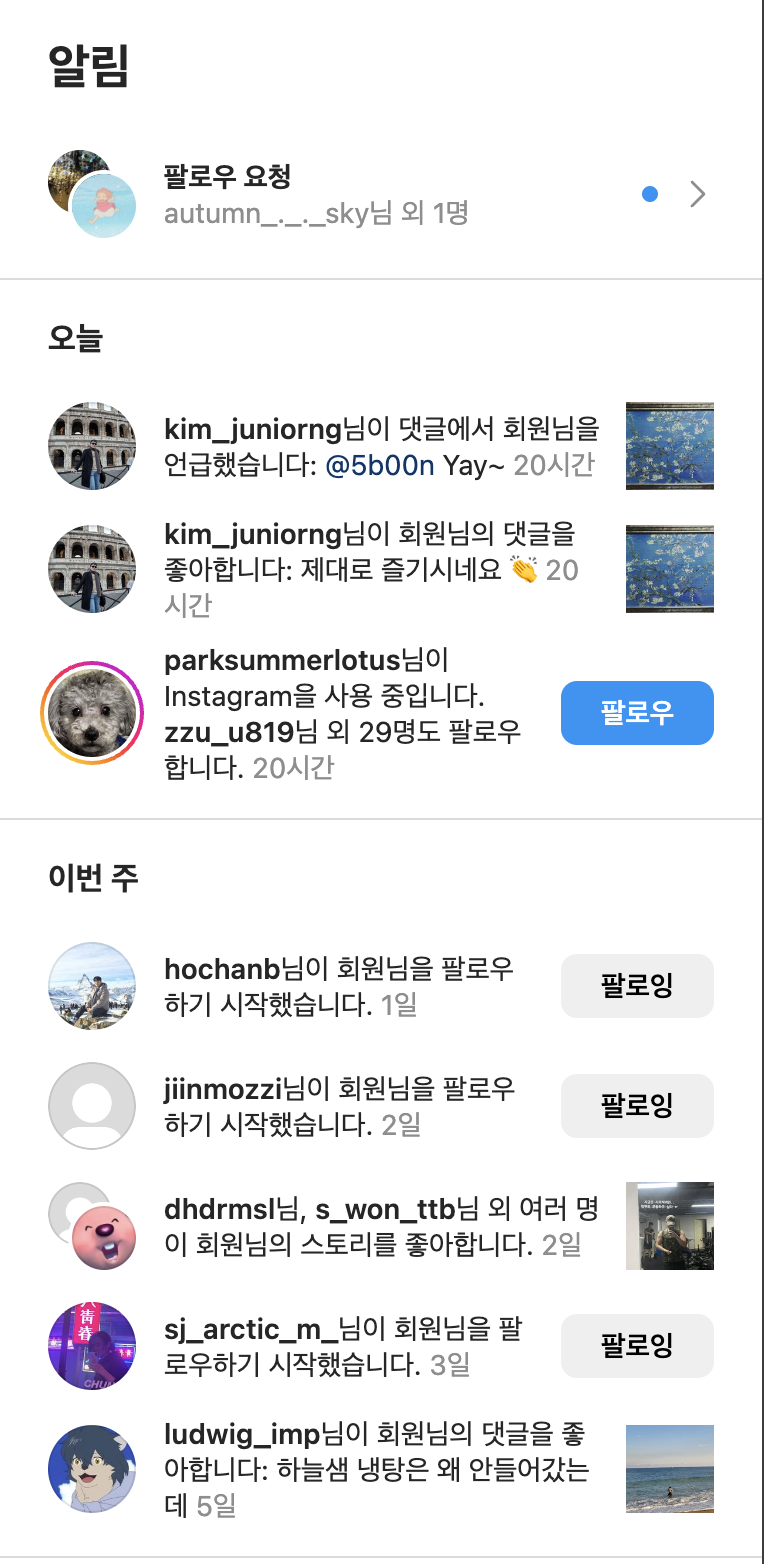 알림
팔로우 요청
autumn_._._sky님 외 1명
오늘
kim_juniorng님이 댓글에서 회원님을
언급했습니다: @5b00n Yay~ 20시간
kim_juniorng님이 회원님의 댓글을
좋아합니다: 제대로 즐기시네요 👏 20
시간
parksummerlotus님이
Instagram을 사용 중입니다.
zzu_u819님 외 29명도 팔로우
합니다. 20시간
팔로우
이번 주
hochanb님이 회원님을 팔로우
하기 시작했습니다. 1일
팔로잉
jiinmozzi님이 회원님을 팔로우
하기 시작했습니다. 2일
팔로잉
dhdrmsl님, s_won_ttb님 외 여러 명
이 회원님의 스토리를 좋아합니다. 2일
sj_arctic_m_님이 회원님을 팔
로우하기 시작했습니다. 3일
팔로잉
ludwig_imp님이 회원님의 댓글을 좋
아합니다: 하늘샘 냉탕은 왜 안들어갔는
데 5일